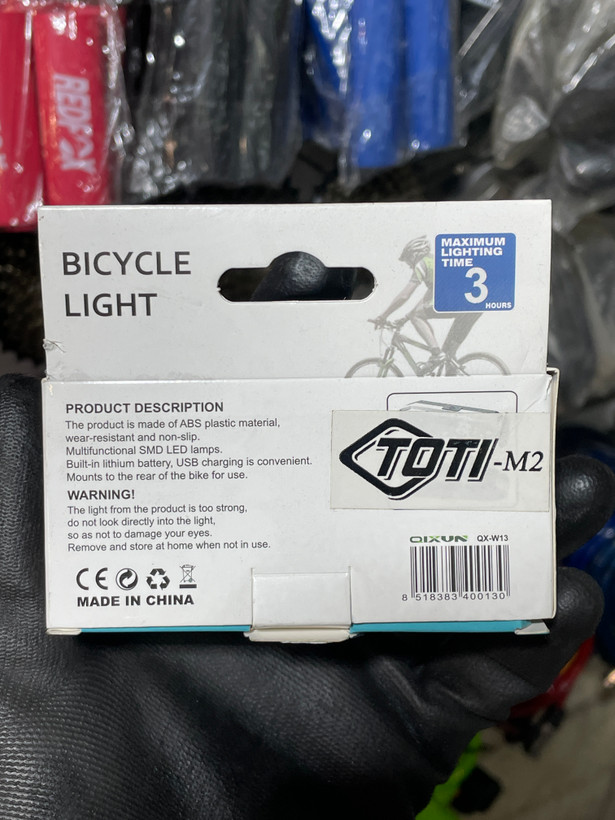 REDFOX
BICYCLE
LIGHT
MAXIMUM
LIGHTING
TIME
3
HOURS
PRODUCT DESCRIPTION
The product is made of ABS plastic material,
wear-resistant and non-slip.
Multifunctional SMD LED lamps.
Built-in lithium battery, USB charging is convenient.
Mounts to the rear of the bike for use.
WARNING!
The light from the product is too strong,
do not look directly into the light,
so as not to damage your eyes.
Remove and store at home when not in use.
TOTI-M2
QIXUN QX-W13
8 518383 400130
CE
MADE IN CHINA